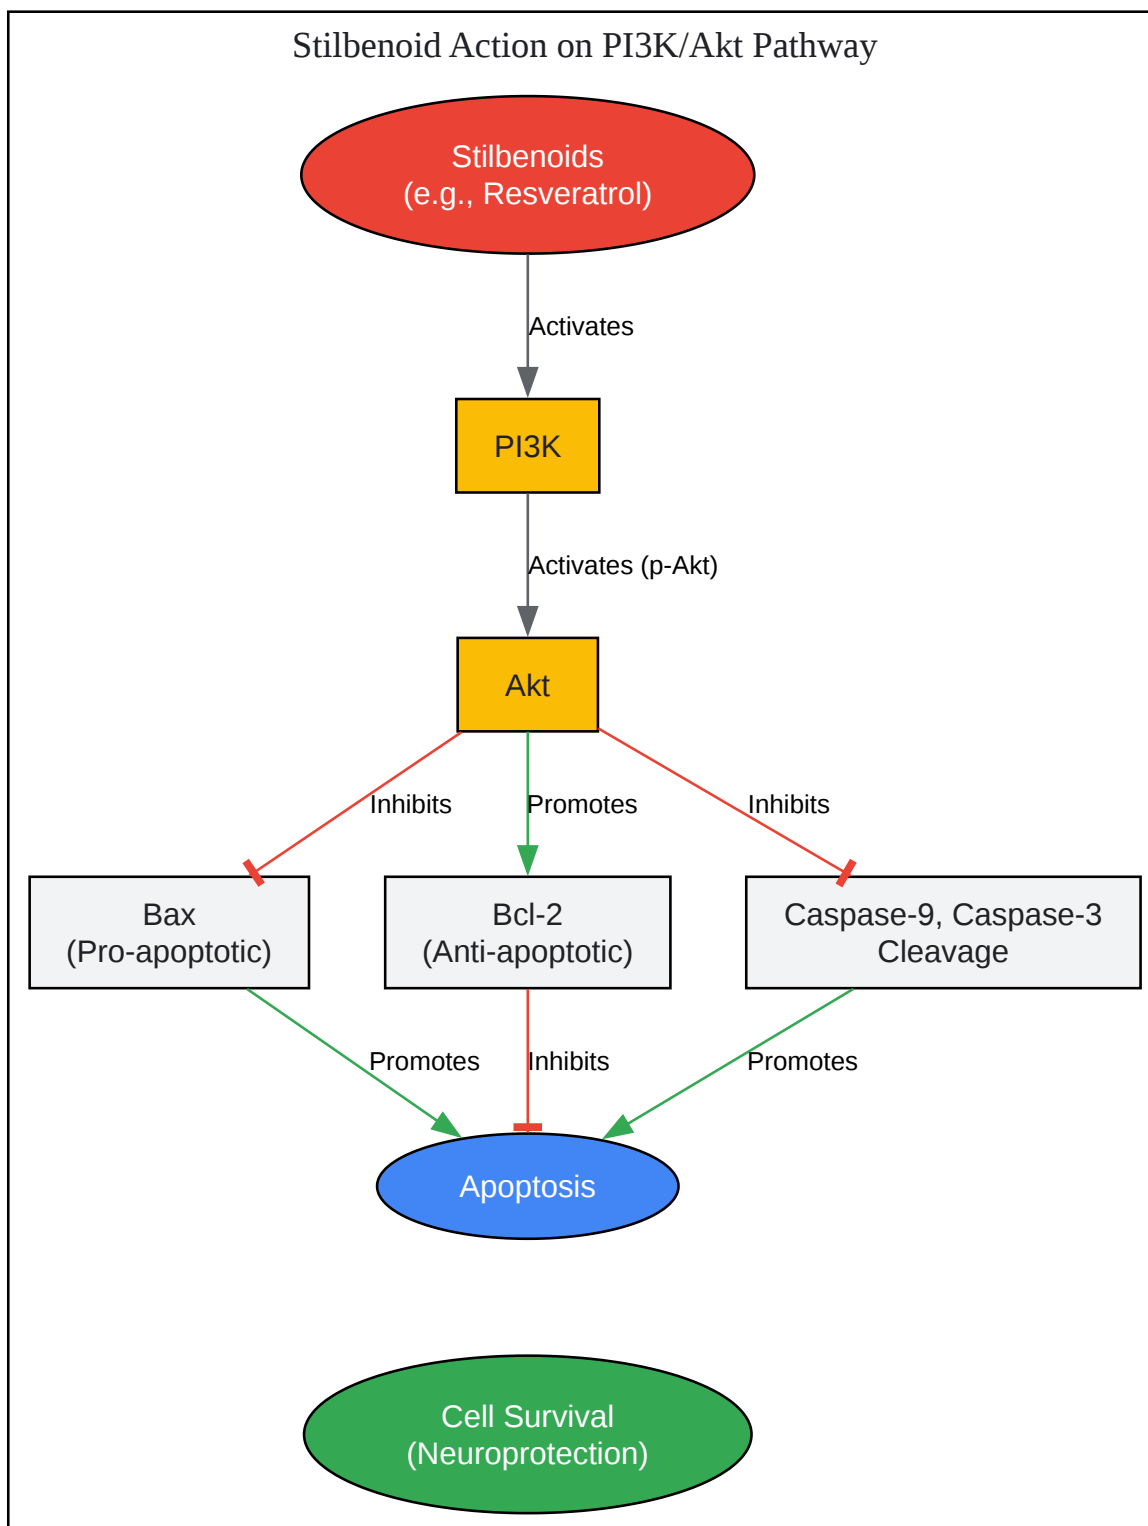 Stilbenoid Action on PI3K/Akt Pathway
Stilbenoids
(e.g., Resveratrol)
Activates
PI3K
Activates (p-Akt)
Akt
Inhibits
Promotes
Inhibits
Bax
(Pro-apoptotic)
Bcl-2
(Anti-apoptotic)
Caspase-9, Caspase-3
Cleavage
Promotes
Inhibits
Promotes
Apoptosis
Cell Survival
(Neuroprotection)